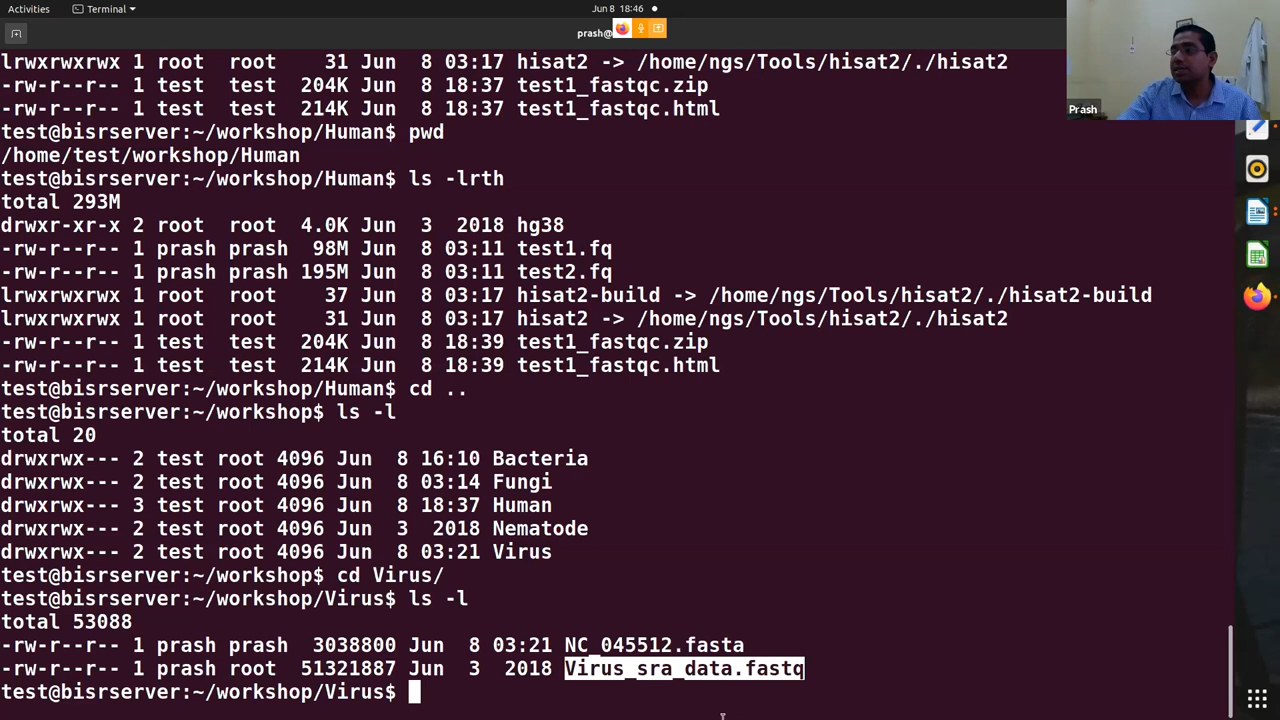 Activities Terminal Jun 8 18:46
prash@
lrwxrwxrwx 1 root root 31 Jun 8 03:17 hisat2 -> /home/ngs/Tools/hisat2/./hisat2
-rw-r--r-- 1 test test 204K Jun 8 18:37 test1_fastqc.zip
-rw-r--r-- 1 test test 214K Jun 8 18:37 test1_fastqc.html
Prash
test@bisrserver:~/workshop/Human$ pwd
/home/test/workshop/Human
test@bisrserver:~/workshop/Human$ ls -lrth
total 293M
drwxr-xr-x 2 root root 4.0K Jun 3 2018 hg38
-rw-r--r-- 1 prash prash 98M Jun 8 03:11 test1.fq
-rw-r--r-- 1 prash prash 195M Jun 8 03:11 test2.fq
lrwxrwxrwx 1 root root 37 Jun 8 03:17 hisat2-build -> /home/ngs/Tools/hisat2/./hisat2-build
lrwxrwxrwx 1 root root 31 Jun 8 03:17 hisat2 -> /home/ngs/Tools/hisat2/./hisat2
-rw-r--r-- 1 test test 204K Jun 8 18:39 test1_fastqc.zip
-rw-r--r-- 1 test test 214K Jun 8 18:39 test1_fastqc.html
test@bisrserver:~/workshop/Human$ cd ..
test@bisrserver:~/workshop$ ls -l
total 20
drwxrwx--- 2 test root 4096 Jun 8 16:10 Bacteria
drwxrwx--- 2 test root 4096 Jun 8 03:14 Fungi
drwxrwx--- 3 test root 4096 Jun 8 18:37 Human
drwxrwx--- 2 test root 4096 Jun 3 2018 Nematode
drwxrwx--- 2 test root 4096 Jun 8 03:21 Virus
test@bisrserver:~/workshop$ cd Virus/
test@bisrserver:~/workshop/Virus$ ls -l
total 53088
-rw-r--r-- 1 prash prash 3038800 Jun 8 03:21 NC_045512.fasta
-rw-r--r-- 1 prash root 51321887 Jun 3 2018 Virus_sra_data.fastq
test@bisrserver:~/workshop/Virus$